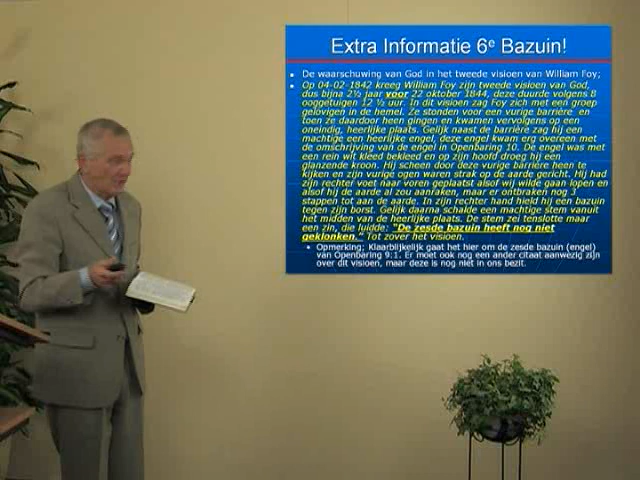 Extra Informatie 6e Bazuin!
De waarschuwing van God in het tweede visioen van William Foy;
Op 04-02-1842 kreeg William Foy zijn tweede visioen van God,
dus bijna 2½ jaar voor 22 oktober 1844, deze duurde volgens 8
ooggetuigen 12 ½ uur. In dit visioen zag Foy zich met een groep
gelovigen in de hemel. Ze stonden voor een vurige barrière en
toen ze daardoor heen gingen en kwamen vervolgens op een
oneindig, heerlijke plaats. Gelijk naast de barrière zag hij een
machtige een heerlijke engel, deze engel kwam erg overeen met
de omschrijving van de engel in Openbaring 10. De engel was met
een rein wit kleed bekleed en op zijn hoofd droeg hij een
glanzende kroon. Hij scheen door deze vurige barrière heen te
kijken en zijn vurige ogen waren strak op de aarde gericht. Hij had
zijn rechter voet naar voren geplaatst alsof wij wilde gaan lopen en
alsof hij de aarde al zou aanraken, maar er ontbraken nog 3
stappen tot aan de aarde. In zijn rechter hand hield hij een bazuin
tegen zijn borst. Gelijk daarna schalde een machtige stem vanuit
het midden van de heerlijke plaats. De stem zei tenslotte maar
een zin, die luidde: "De zesde bazuin heeft nog niet
geklonken." Tot zover het visioen.
Opmerking; Klaarblijkelijk gaat het hier om de zesde bazuin (engel)
van Openbaring 9:1. Er moet ook nog een ander citaat aanwezig zijn
over dit visioen, maar deze is nog niet in ons bezit.